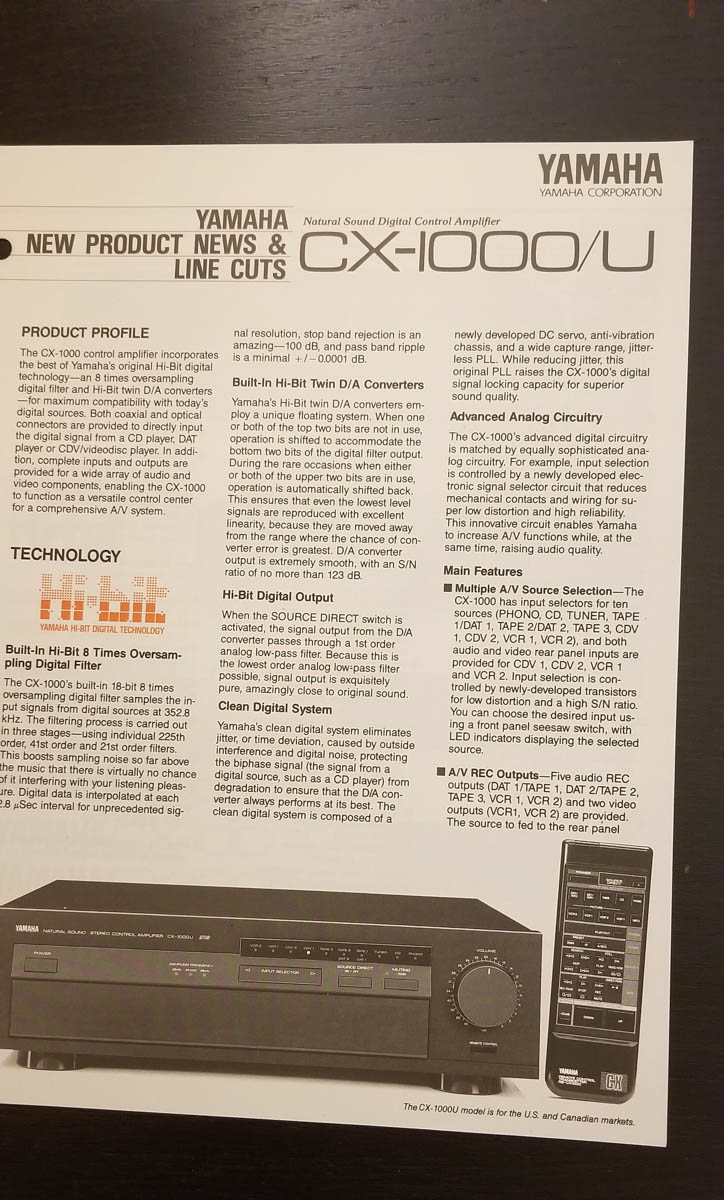 YAMAHA
YAMAHA CORPORATION
YAMAHA
NEW PRODUCT NEWS &
LINE CUTS
Natural Sound Digital Control Amplifier
CX-1000/U
PRODUCT PROFILE
The CX-1000 control amplifier incorporates
the best of Yamaha's original Hi-Bit digital
technology—an 8 times oversampling
digital filter and Hi-Bit twin D/A converters
—for maximum compatibility with today's
digital sources. Both coaxial and optical
connectors are provided to directly input
the digital signal from a CD player, DAT
player or CDV/videodisc player. In addi-
tion, complete inputs and outputs are
provided for a wide array of audio and
video components, enabling the CX-1000
to function as a versatile control center
for a comprehensive A/V system.
TECHNOLOGY
Hi-bit
YAMAHA HI-BIT DIGITAL TECHNOLOGY
Built-In Hi-Bit 8 Times Oversam-
pling Digital Filter
The CX-1000's built-in 18-bit 8 times
oversampling digital filter samples the in-
put signals from digital sources at 352.8
kHz. The filtering process is carried out
in three stages—using individual 225th
order, 41st order and 21st order filters.
This boosts sampling noise so far above
the music that there is virtually no chance
of it interfering with your listening pleas-
ure. Digital data is interpolated at each
2.8 µSec interval for unprecedented sig-
nal resolution, stop band rejection is an
amazing—100 dB, and pass band ripple
is a minimal +/−0.0001 dB.
Built-In Hi-Bit Twin D/A Converters
Yamaha's Hi-Bit twin D/A converters em-
ploy a unique floating system. When one
or both of the top two bits are not in use,
operation is shifted to accommodate the
bottom two bits of the digital filter output.
During the rare occasions when either
or both of the upper two bits are in use,
operation is automatically shifted back.
This ensures that even the lowest level
signals are reproduced with excellent
linearity, because they are moved away
from the range where the chance of con-
verter error is greatest. D/A converter
output is extremely smooth, with an S/N
ratio of no more than 123 dB.
Hi-Bit Digital Output
When the SOURCE DIRECT switch is
activated, the signal output from the D/A
converter passes through a 1st order
analog low-pass filter. Because this is
the lowest order analog low-pass filter
possible, signal output is exquisitely
pure, amazingly close to original sound.
Clean Digital System
Yamaha's clean digital system eliminates
jitter, or time deviation, caused by outside
interference and digital noise, protecting
the biphase signal (the signal from a
digital source, such as a CD player) from
degradation to ensure that the D/A con-
verter always performs at its best. The
clean digital system is composed of a
newly developed DC servo, anti-vibration
chassis, and a wide capture range, jitter-
less PLL. While reducing jitter, this
original PLL raises the CX-1000's digital
signal locking capacity for superior
sound quality.
Advanced Analog Circuitry
The CX-1000's advanced digital circuitry
is matched by equally sophisticated ana-
log circuitry. For example, input selection
is controlled by a newly developed elec-
tronic signal selector circuit that reduces
mechanical contacts and wiring for su-
per low distortion and high reliability.
This innovative circuit enables Yamaha
to increase A/V functions while, at the
same time, raising audio quality.
Main Features
■ Multiple A/V Source Selection—The
CX-1000 has input selectors for ten
sources (PHONO, CD, TUNER, TAPE
1/DAT 1, TAPE 2/DAT 2, TAPE 3, CDV
1, CDV 2, VCR 1, VCR 2), and both
audio and video rear panel inputs are
provided for CDV 1, CDV 2, VCR 1
and VCR 2. Input selection is con-
trolled by newly-developed transistors
for low distortion and a high S/N ratio.
You can choose the desired input us-
ing a front panel seesaw switch, with
LED indicators displaying the selected
source.
■ A/V REC Outputs—Five audio REC
outputs (DAT 1/TAPE 1, DAT 2/TAPE 2,
TAPE 3, VCR 1, VCR 2) and two video
outputs (VCR1, VCR 2) are provided.
The source to fed to the rear panel
YAMAHA NATURAL SOUND STEREO CONTROL AMPLIFIER CX-1000U
POWER
SAMPLING FREQUENCY
INPUT SELECTOR
SOURCE DIRECT
MUTING
VOLUME
REMOTE CONTROL
YAMAHA
CX
The CX-1000U model is for the U.S. and Canadian markets.